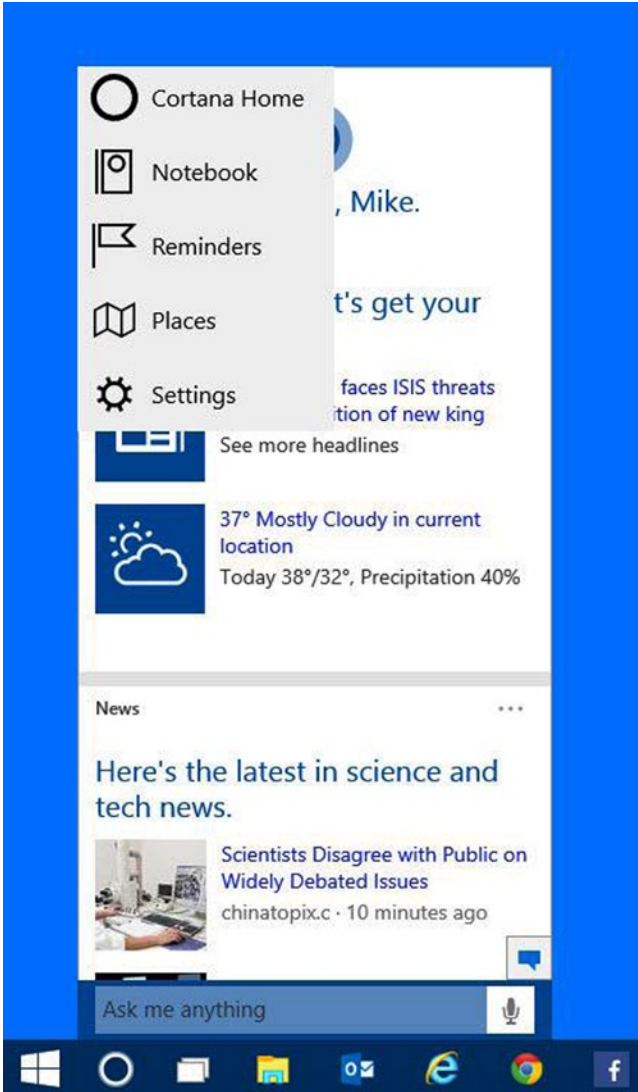 Cortana Home
Notebook
, Mike.
Reminders
t's get your
Places
faces ISIS threats
Settings
ition of new king
See more headlines
37° Mostly Cloudy in current
location
Today 38°/32°, Precipitation 40%
News
Here's the latest in science and
tech news.
Scientists Disagree with Public on
Widely Debated Issues
chinatopix.c · 10 minutes ago
Ask me anything